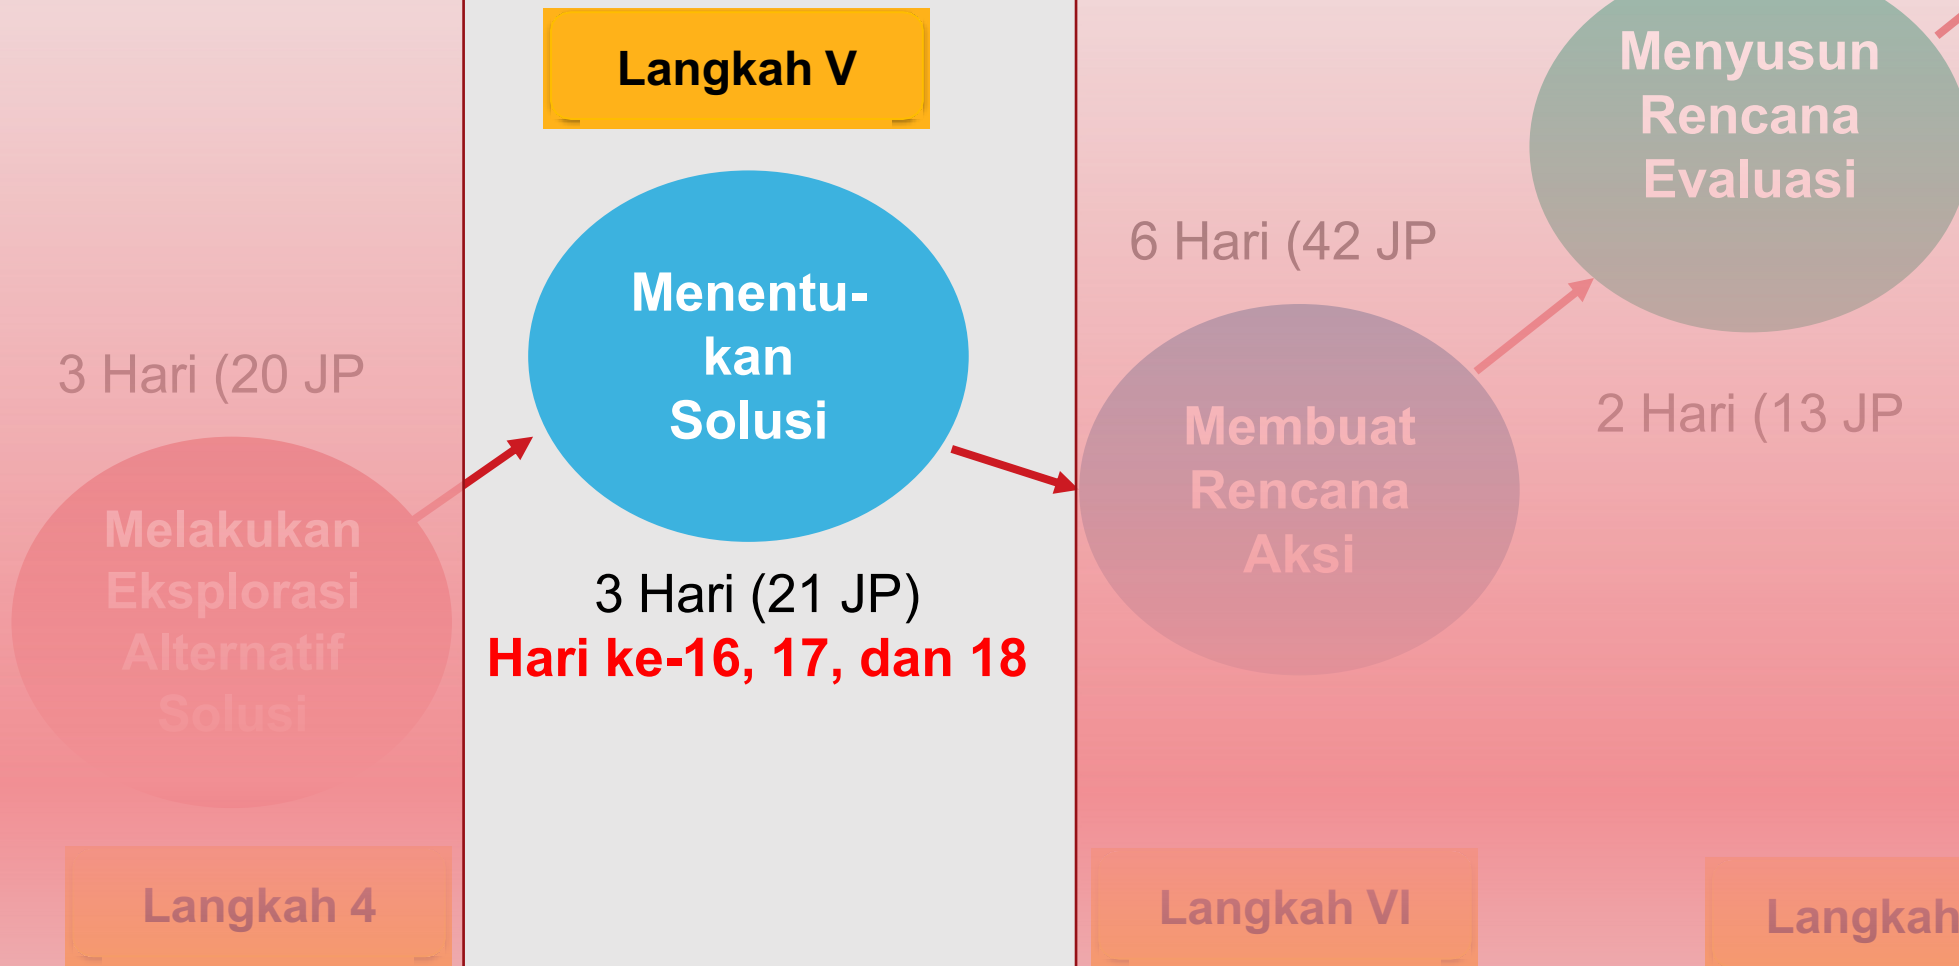 Langkah V
Menentu-
kan
Solusi
3 Hari (21 JP)
Hari ke-16, 17, dan 18
3 Hari (20 JP
Melakukan
Eksplorasi
Alternatif
Solusi
Langkah 4
6 Hari (42 JP
Membuat
Rencana
Aksi
Langkah VI
Menyusun
Rencana
Evaluasi
2 Hari (13 JP
Langkah